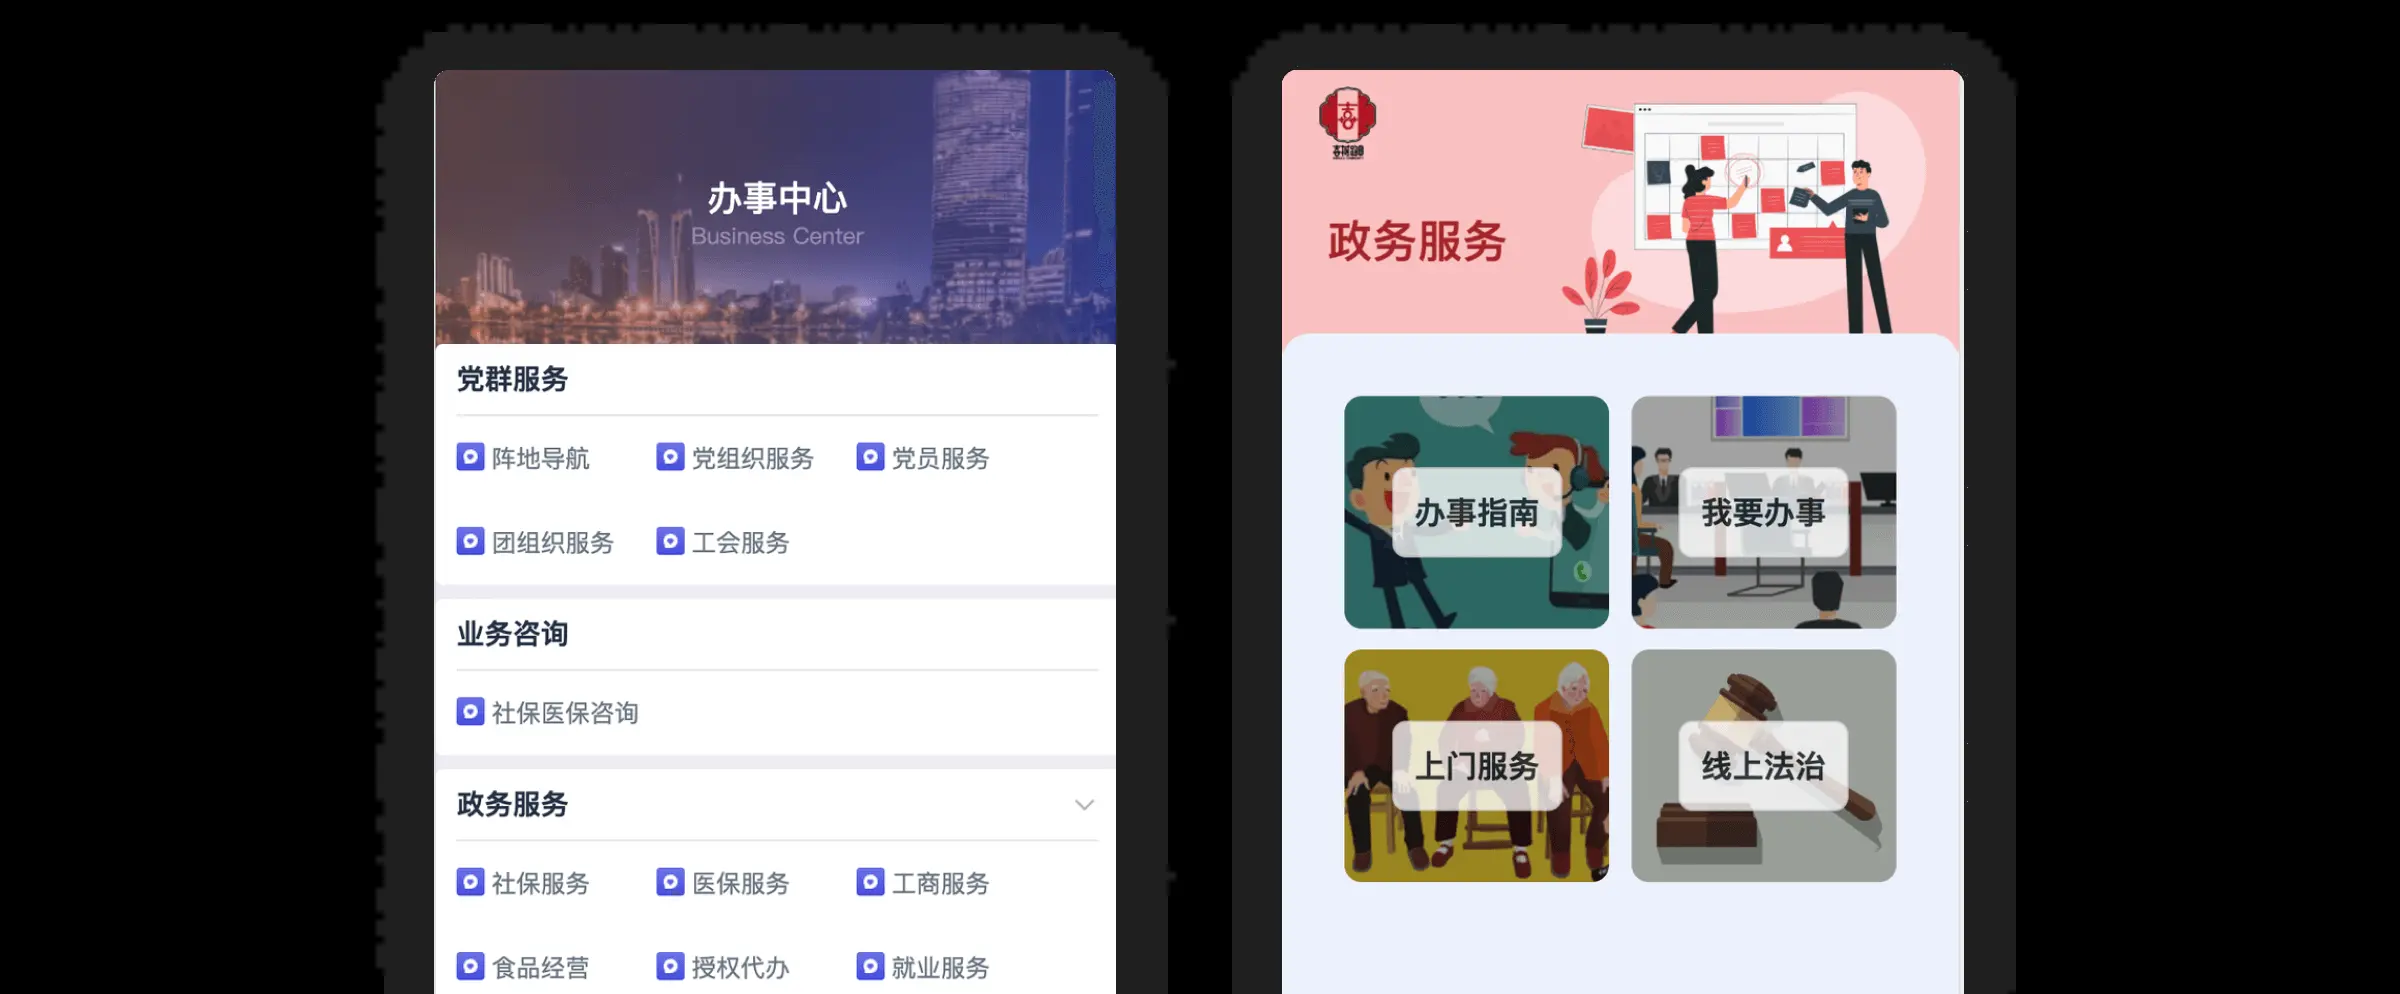 办事中心
Business Center
党群服务
阵地导航 党组织服务 党员服务
团组织服务 工会服务
业务咨询
社保医保咨询
政务服务
社保服务 医保服务 工商服务
食品经营 授权代办 就业服务
政务服务
办事指南 我要办事
上门服务 线上法治